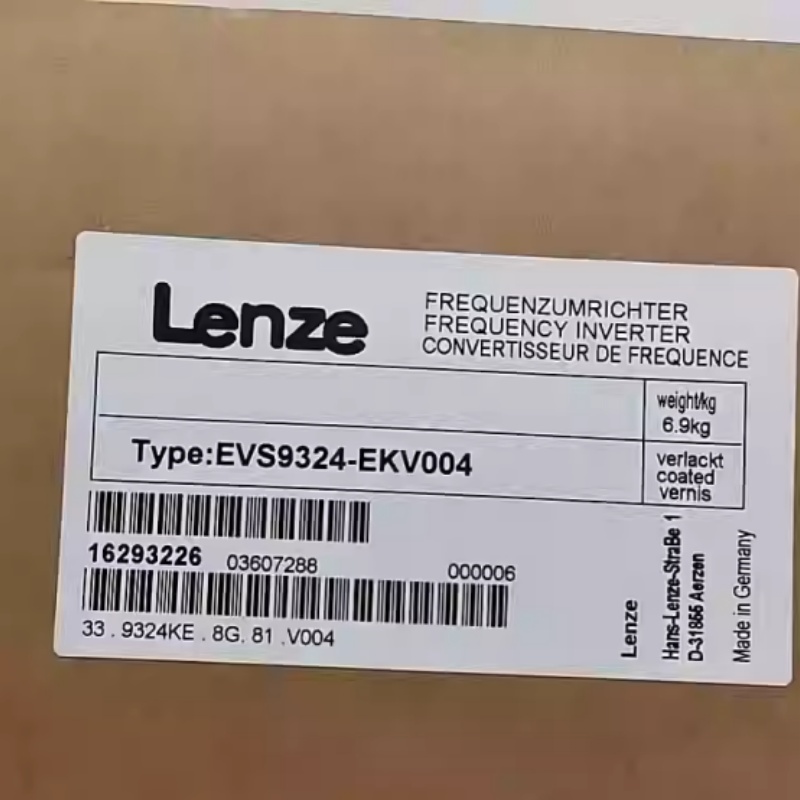 Lenze
FREQUENZUMRICHTER
FREQUENCY INVERTER
CONVERTISSEUR DE FREQUENCE
weight/kg
6.9kg
Type:EVS9324-EKV004
verlackt
coated
vernis
16293226 03607288 000006
33 . 9324KE . 8G. 81 .V004
Lenze
Hans-Lenze-Straße 1
D-31855 Aerzen
Made in Germany